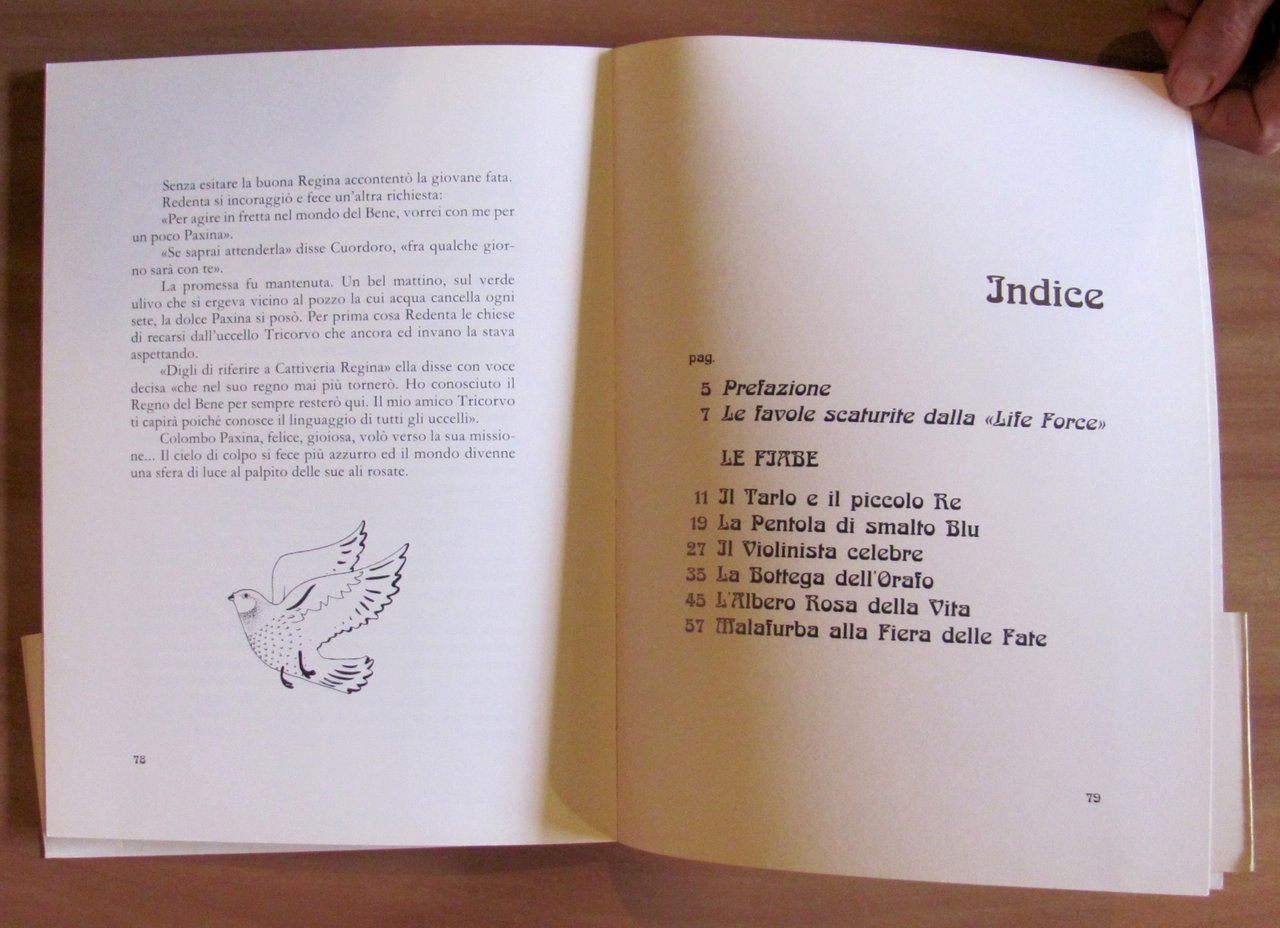 Senza esitare la buona Regina accontentò la giovane fata.
Redenta si incoraggiò e fece un'altra richiesta:
«Per agire in fretta nel mondo del Bene, vorrei con me per
un poco Paxina».
«Se saprai attenderla» disse Cuordoro, «fra qualche gior-
no sarà con te».
La promessa fu mantenuta. Un bel mattino, sul verde
ulivo che si ergeva vicino al pozzo la cui acqua cancella ogni
sete, la dolce Paxina si posò. Per prima cosa Redenta le chiese
di recarsi dall'uccello Tricorvo che ancora ed invano la stava
aspettando.
«Digli di riferire a Cattiveria Regina» ella disse con voce
decisa «che nel suo regno mai più tornerò. Ho conosciuto il
Regno del Bene per sempre resterò qui. Il mio amico Tricorvo
ti capirà poiché conosce il linguaggio di tutti gli uccelli».
Colombo Paxina, felice, gioiosa, volò verso la sua missio-
ne... Il cielo di colpo si fece più azzurro ed il mondo divenne
una sfera di luce al palpito delle sue ali rosate.
78
Indice
pag.
5 Prefazione
7 Le favole scaturite dalla «Life Force»
LE FIABE
11 Il Tarlo e il piccolo Re
19 La Pentola di smalto Blu
27 Il Violinista celebre
35 La Bottega dell'Orafo
45 L'Albero Rosa della Vita
57 Malafurba alla Fiera delle Fate
79